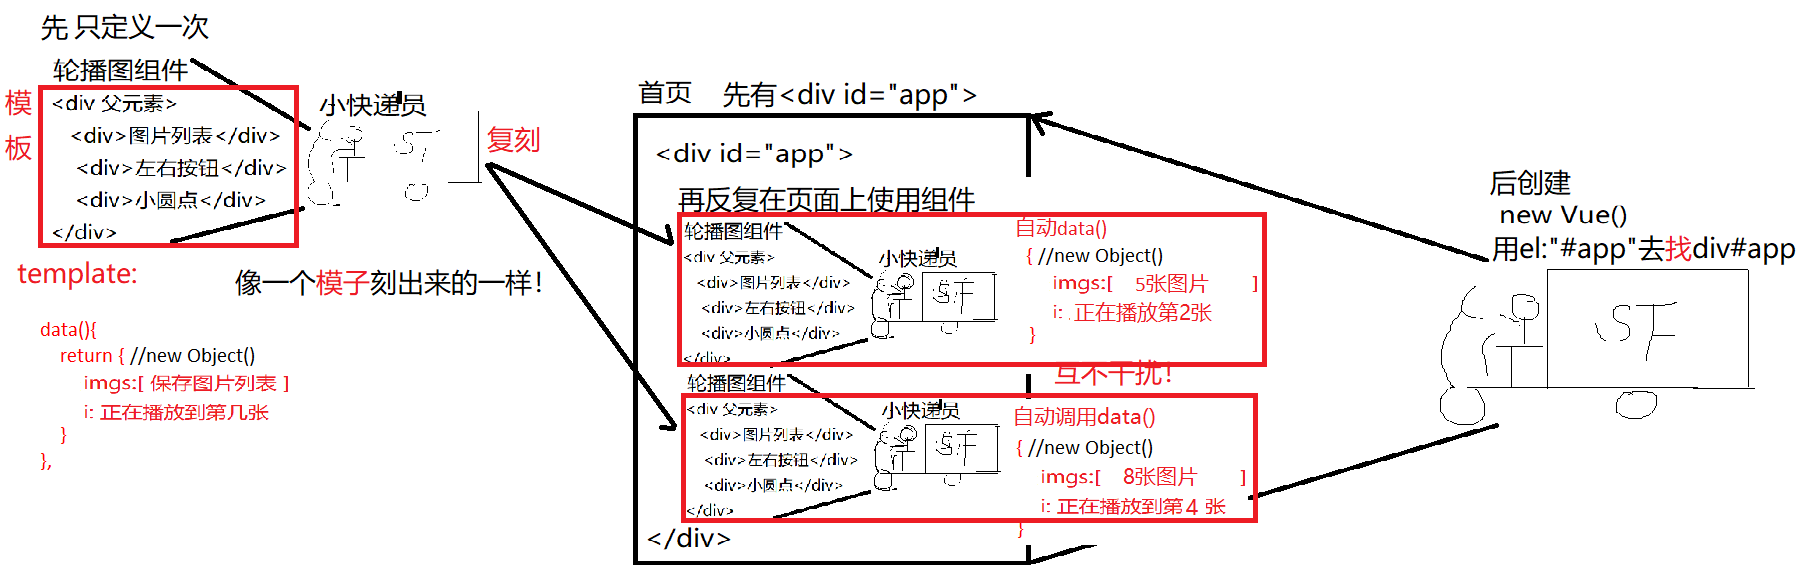 先 只定义一次
轮播图组件
模
板
<div 父元素>
<div>图片列表</div>
<div>左右按钮</div>
<div>小圆点</div>
</div>
小快递员
ST
复刻
template:
像一个模子刻出来的一样！
data(){
return { //new Object()
imgs:[ 保存图片列表 ]
i: 正在播放到第几张
}
},
首页 先有<div id="app">
<div id="app">
再反复在页面上使用组件
轮播图组件
<div 父元素>
<div>图片列表</div>
<div>左右按钮</div>
<div>小圆点</div>
</div>
小快递员
SF
自动data()
{ //new Object()
imgs:[ 5张图片 ]
i: 正在播放第2张
}
互不干扰！
轮播图组件
<div 父元素>
<div>图片列表</div>
<div>左右按钮</div>
<div>小圆点</div>
</div>
小快递员
SF
自动调用data()
{ //new Object()
imgs:[ 8张图片 ]
i: 正在播放到第4 张
}
</div>
后创建
new Vue()
用el:"#app"去找div#app
SF